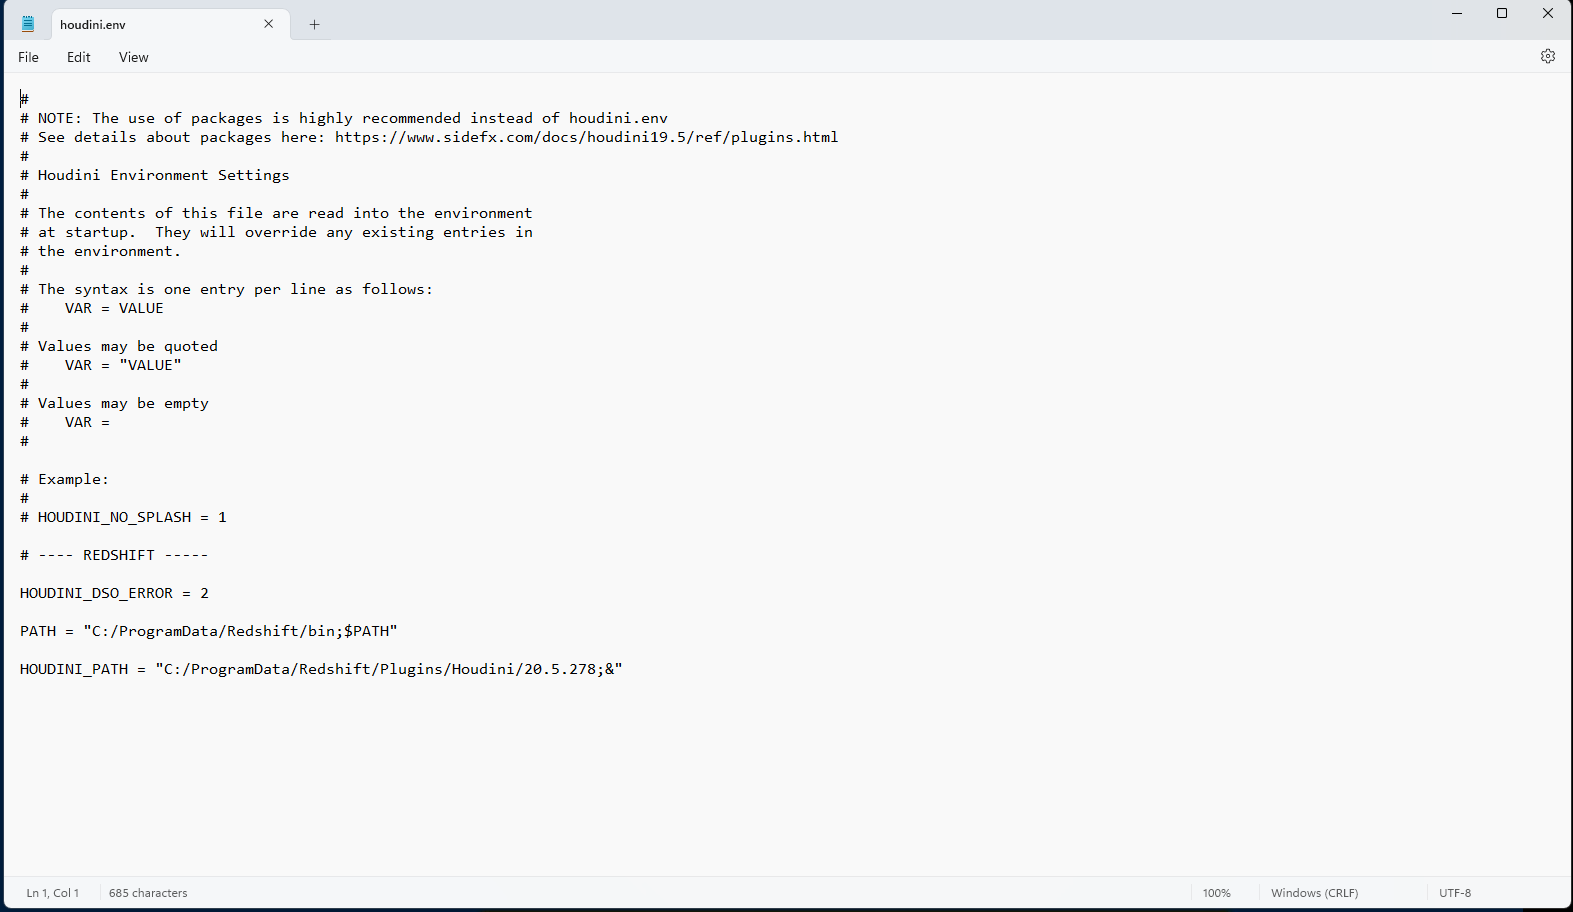 houdini.env
File Edit View
#
# NOTE: The use of packages is highly recommended instead of houdini.env
# See details about packages here: https://www.sidefx.com/docs/houdini19.5/ref/plugins.html
#
# Houdini Environment Settings
#
# The contents of this file are read into the environment
# at startup.  They will override any existing entries in
# the environment.
#
# The syntax is one entry per line as follows:
#    VAR = VALUE
#
# Values may be quoted
#    VAR = "VALUE"
#
# Values may be empty
#    VAR =
#
# Example:
#
# HOUDINI_NO_SPLASH = 1
# ---- REDSHIFT -----
HOUDINI_DSO_ERROR = 2
PATH = "C:/ProgramData/Redshift/bin;$PATH"
HOUDINI_PATH = "C:/ProgramData/Redshift/Plugins/Houdini/20.5.278;&"
Ln 1, Col 1 685 characters 100% Windows (CRLF) UTF-8